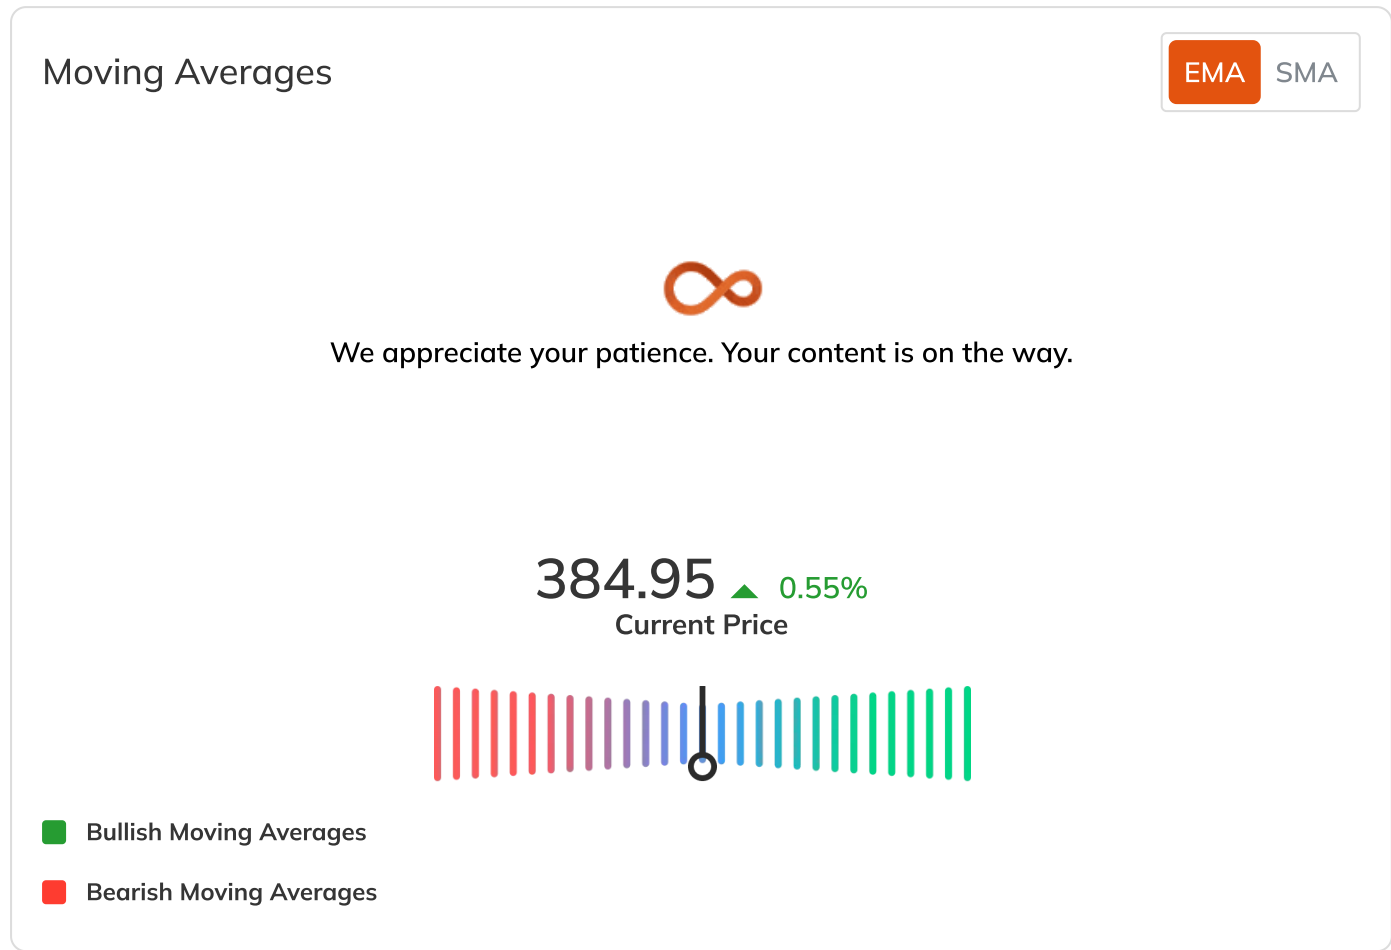 Moving Averages
EMA SMA
We appreciate your patience. Your content is on the way.
384.95 ▲ 0.55%
Current Price
Bullish Moving Averages
Bearish Moving Averages